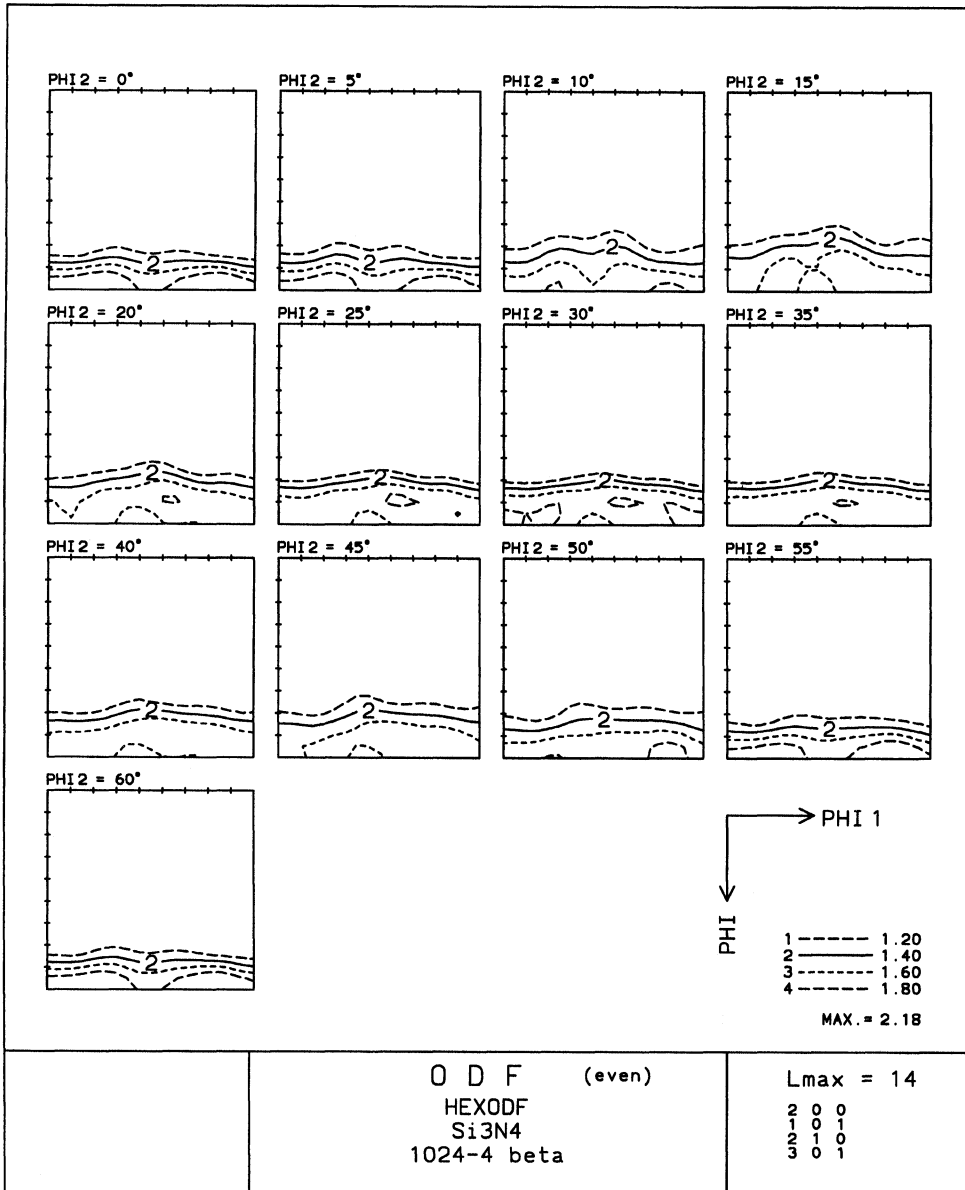 PHI2 = 0°
PHI2 = 5°
PHI2 = 10°
PHI2 = 15°
2
2
2
2
PHI2 = 20°
PHI2 = 25°
PHI2 = 30°
PHI2 = 35°
2
2
2
2
PHI2 = 40°
PHI2 = 45°
PHI2 = 50°
PHI2 = 55°
2
2
2
2
PHI2 = 60°
2
PHI 1
PHI
1 1.20
2 1.40
3 1.60
4 1.80
MAX.= 2.18
O D F (even)
HEXODF
Si3N4
1024-4 beta
Lmax = 14
2 0 0
1 0 1
2 1 0
3 0 1